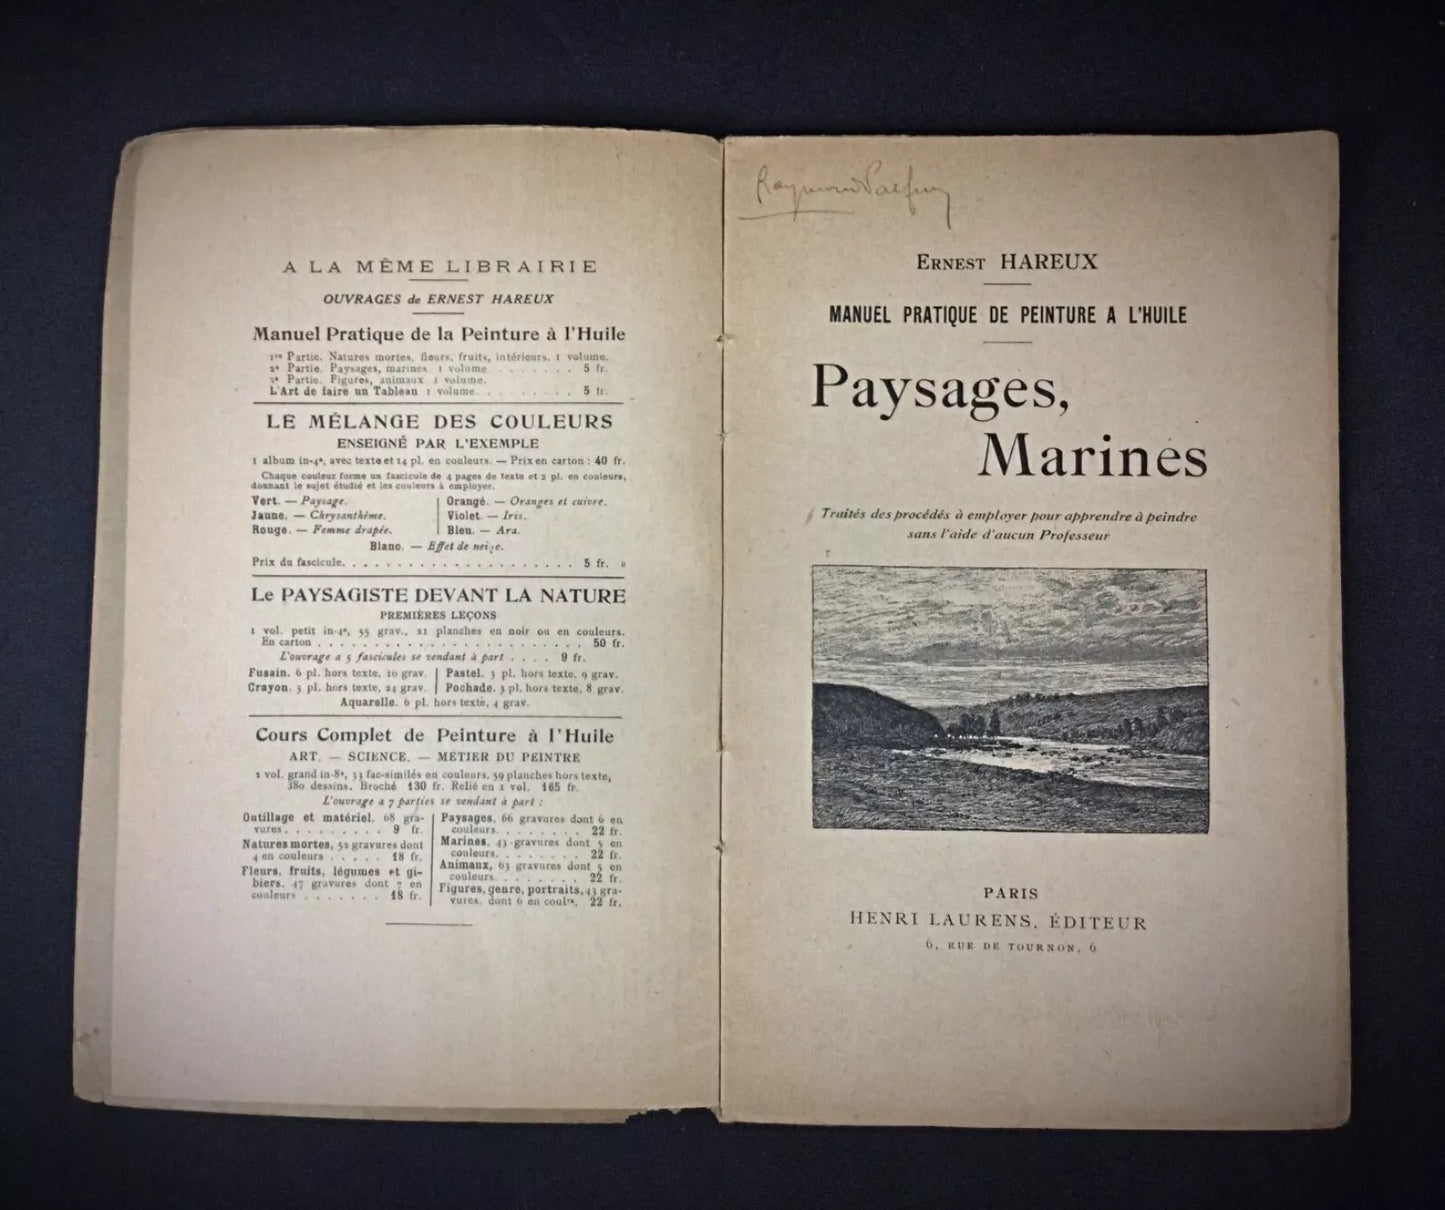 A LA MÊME LIBRAIRIE
OUVRAGES de ERNEST HAREUX
Manuel Pratique de la Peinture à l'Huile
1re Partie. Natures mortes, fleurs, fruits, intérieurs. 1 volume.
2e Partie. Paysages, marines 1 volume . . . . . . . 5 fr.
3e Partie. Figures, animaux 1 volume.
L'Art de faire un Tableau 1 volume. . . . . . . . . 5 fr.
LE MÉLANGE DES COULEURS
ENSEIGNÉ PAR L'EXEMPLE
1 album in-4°, avec texte et 14 pl. en couleurs. — Prix en carton : 40 fr.
Chaque couleur forme un fascicule de 4 pages de texte et 2 pl. en couleurs,
donnant le sujet étudié et les couleurs à employer.
Vert. — Paysage.
Jaune. — Chrysanthème.
Rouge. — Femme drapée.
Orangé. — Oranges et cuivre.
Violet. — Iris.
Bleu. — Ara.
Blanc. — Effet de neige.
Prix du fascicule. . . . . . . . . . . . . . . . . . . . 5 fr. »
Le PAYSAGISTE DEVANT LA NATURE
PREMIÈRES LEÇONS
1 vol. petit in-4°, 55 grav., 21 planches en noir ou en couleurs.
En carton . . . . . . . . . . . . . . . . . . . . . . . 50 fr.
L'ouvrage a 5 fascicules se vendant à part . . . . 9 fr.
Fusain. 6 pl. hors texte, 10 grav.
Crayon. 3 pl. hors texte, 24 grav.
Pastel. 3 pl. hors texte, 9 grav.
Pochade. 3 pl. hors texte, 8 grav.
Aquarelle. 6 pl. hors texte, 4 grav.
Cours Complet de Peinture à l'Huile
ART. — SCIENCE. — MÉTIER DU PEINTRE
2 vol. grand in-8°, 33 fac-similés en couleurs, 59 planches hors texte,
380 dessins. Broché 130 fr. Relié en 1 vol. 165 fr.
L'ouvrage a 7 parties se vendant à part :
Outillage et matériel, 68 gra-
vures . . . . . . . . . 9 fr.
Natures mortes, 52 gravures dont
4 en couleurs . . . . . 18 fr.
Fleurs, fruits, légumes et gi-
biers, 47 gravures dont 7 en
couleurs . . . . . . . . 18 fr.
Paysages, 66 gravures dont 6 en
couleurs. . . . . . . . 22 fr.
Marines, 43 gravures dont 5 en
couleurs. . . . . . . . 22 fr.
Animaux, 63 gravures dont 5 en
couleurs. . . . . . . . 22 fr.
Figures, genre, portraits, 43 gra-
vures, dont 6 en coulrs. 22 fr.
Raymond
ERNEST HAREUX
MANUEL PRATIQUE DE PEINTURE A L'HUILE
Paysages,
Marines
Traités des procédés à employer pour apprendre à peindre
sans l'aide d'aucun Professeur
PARIS
HENRI LAURENS, ÉDITEUR
6, RUE DE TOURNON, 6